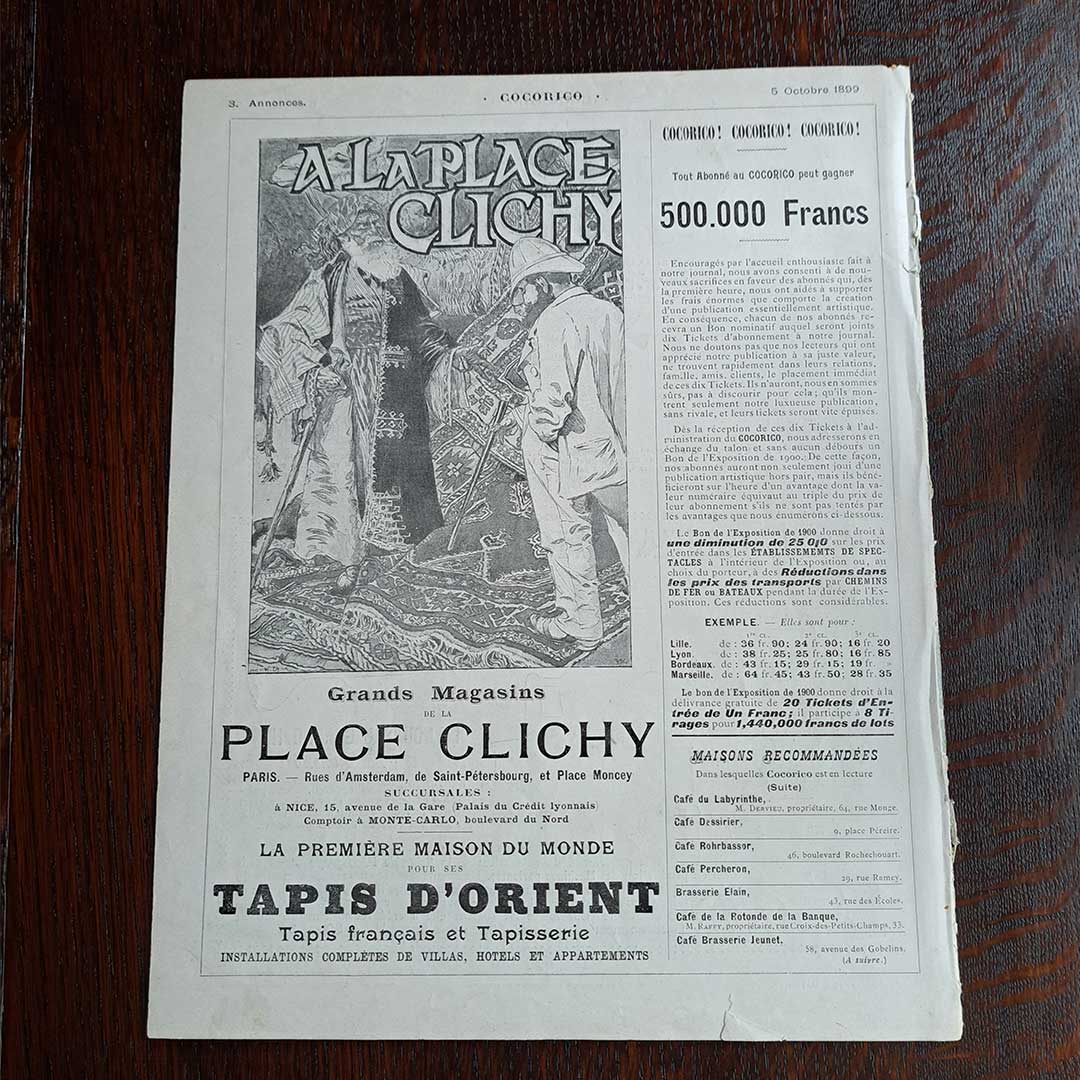 3. Annonces.
· COCORICO ·
5 Octobre 1899
A LA PLACE
CLICHY
Grands Magasins
DE LA
PLACE CLICHY
PARIS. — Rues d'Amsterdam, de Saint-Pétersbourg, et Place Moncey
SUCCURSALES :
à NICE, 15, avenue de la Gare (Palais du Crédit lyonnais)
Comptoir à MONTE-CARLO, boulevard du Nord
LA PREMIÈRE MAISON DU MONDE
POUR SES
TAPIS D'ORIENT
Tapis français et Tapisserie
INSTALLATIONS COMPLÈTES DE VILLAS, HOTELS ET APPARTEMENTS
COCORICO! COCORICO! COCORICO!
Tout Abonné au COCORICO peut gagner
500.000 Francs
Encouragés par l'accueil enthousiaste fait à
notre journal, nous avons consenti à de nou-
veaux sacrifices en faveur des abonnés qui, dès
la première heure, nous ont aidés à supporter
les frais énormes que comporte la création
d'une publication essentiellement artistique.
En conséquence, chacun de nos abonnés re-
cevra un Bon nominatif auquel seront joints
dix Tickets d'abonnement à notre journal.
Nous ne doutons pas que nos lecteurs qui ont
apprécié notre publication à sa juste valeur,
ne trouvent rapidement dans leurs relations,
famille, amis, clients, le placement immédiat
de ces dix Tickets. Ils n'auront, nous en sommes
sûrs, pas à discourir pour cela; qu'ils mon-
trent seulement notre luxueuse publication,
sans rivale, et leurs tickets seront vite épuisés.
Dès la réception de ces dix Tickets à l'ad-
ministration du COCORICO, nous adresserons en
échange du talon et sans aucun débours un
Bon de l'Exposition de 1900. De cette façon,
nos abonnés auront non seulement joui d'une
publication artistique hors pair, mais ils béné-
ficieront sur l'heure d'un avantage dont la va-
leur numéraire équivaut au triple du prix de
leur abonnement s'ils ne sont pas tentés par
les avantages que nous énumérons ci-dessous.
Le Bon de l'Exposition de 1900 donne droit à
une diminution de 25 0/0 sur les prix
d'entrée dans les ÉTABLISSEMEMTS DE SPEC-
TACLES à l'intérieur de l'Exposition ou, au
choix du porteur, à des Réductions dans
les prix des transports par CHEMINS
DE FER ou BATEAUX pendant la durée de l'Ex-
position. Ces réductions sont considérables.
EXEMPLE. — Elles sont pour :
1re CL. 2e CL. 3e CL.
Lille. de : 36 fr. 90; 24 fr. 90; 16 fr. 20
Lyon. de : 38 fr. 25; 25 fr. 80; 16 fr. 85
Bordeaux. de : 43 fr. 15; 29 fr. 15; 19 fr. »
Marseille. de : 64 fr. 45; 43 fr. 50; 28 fr. 35
Le bon de l'Exposition de 1900 donne droit à la
délivrance gratuite de 20 Tickets d'En-
trée de Un Franc; il participe à 8 Ti-
rages pour 1,440,000 francs de lots
MAISONS RECOMMANDÉES
Dans lesquelles Cocorico est en lecture
(Suite)
Café du Labyrinthe,
M. DERVIEU, propriétaire, 64, rue Monge.
Café Dessirier,
9, place Péreire.
Café Rohrbassor,
46, boulevard Rochechouart.
Café Percheron,
29, rue Ramey.
Brasserie Elain,
43, rue des Écoles.
Café de la Rotonde de la Banque,
M. RAFFY, propriétaire, rue Croix-des-Petits-Champs, 33.
Café Brasserie Jeunet,
58, avenue des Gobelins.
(A suivre.)